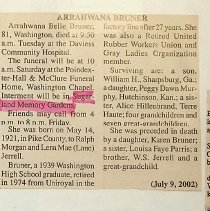 ARRAHWANA BRUNER
Arrahwana Belle Bruner,
81, Washington, died at 9:50
a.m. Tuesday at the Daviess
Community Hospital.
The funeral will be at 10
a.m. Saturday at the Poindex-
ter-Hall & McClure Funeral
Home, Washington Chapel.
Interment will be in Sugar-
land Memory Gardens.
Friends may call from 4
p.m. to 8 p.m. Friday.
She was born on May 14,
1921, in Pike County, to Ralph
Morgan and Lera Mae (Lane)
Jerrell.
Bruner, a 1939 Washington
High School graduate, retired
in 1974 from Uniroyal in the
factory line after 27 years. She
was also a Retired United
Rubber Workers Union and
Gray Ladies Organization
member.
Surviving are: a son,
William H., Sharpsburg, Ga.;
a daughter, Peggy Dawn Mur-
phy, Hutchinson, Kan.; a sis-
ter, Alice Hillenbrand, Terre
Haute; four grandchildren and
seven great-grandchildren.
She was preceded in death
by a daughter, Karen Bruner;
a sister, Louisa Faye Parris; a
brother, W.S. Jerrell and a
great-grandchild.
(July 9, 2002)